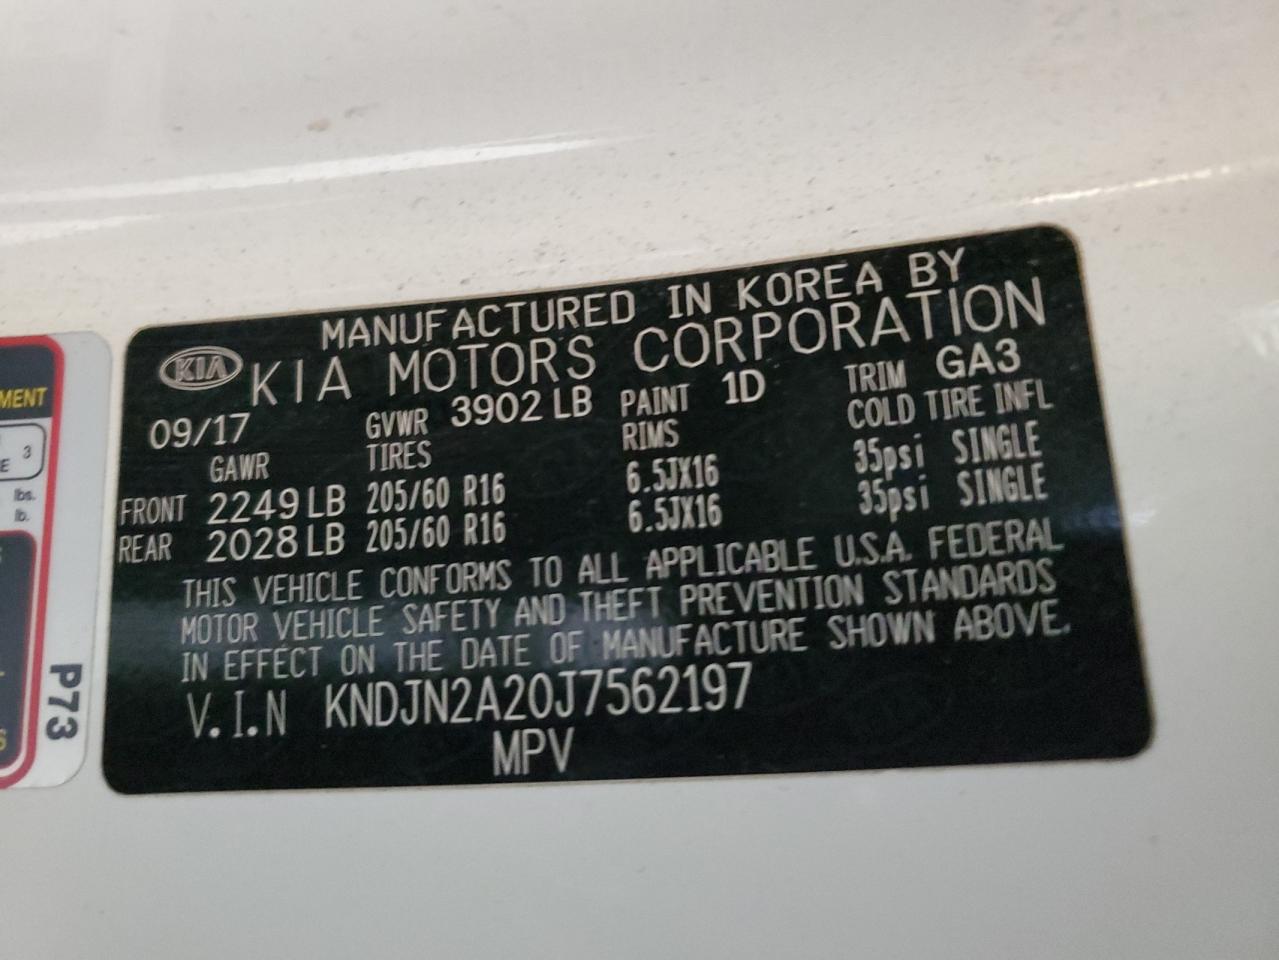 MANUFACTURED IN KOREA BY
KIA KIA MOTORS CORPORATION
09/17 GVWR 3902 LB PAINT 1D TRIM GA3
GAWR TIRES RIMS COLD TIRE INFL
FRONT 2249 LB 205/60 R16 6.5JX16 35psi SINGLE
REAR 2028 LB 205/60 R16 6.5JX16 35psi SINGLE
THIS VEHICLE CONFORMS TO ALL APPLICABLE U.S.A. FEDERAL
MOTOR VEHICLE SAFETY AND THEFT PREVENTION STANDARDS
IN EFFECT ON THE DATE OF MANUFACTURE SHOWN ABOVE.
V.I.N KNDJN2A20J7562197
MPV
MENT
E 3
lbs.
lb.
S
P73